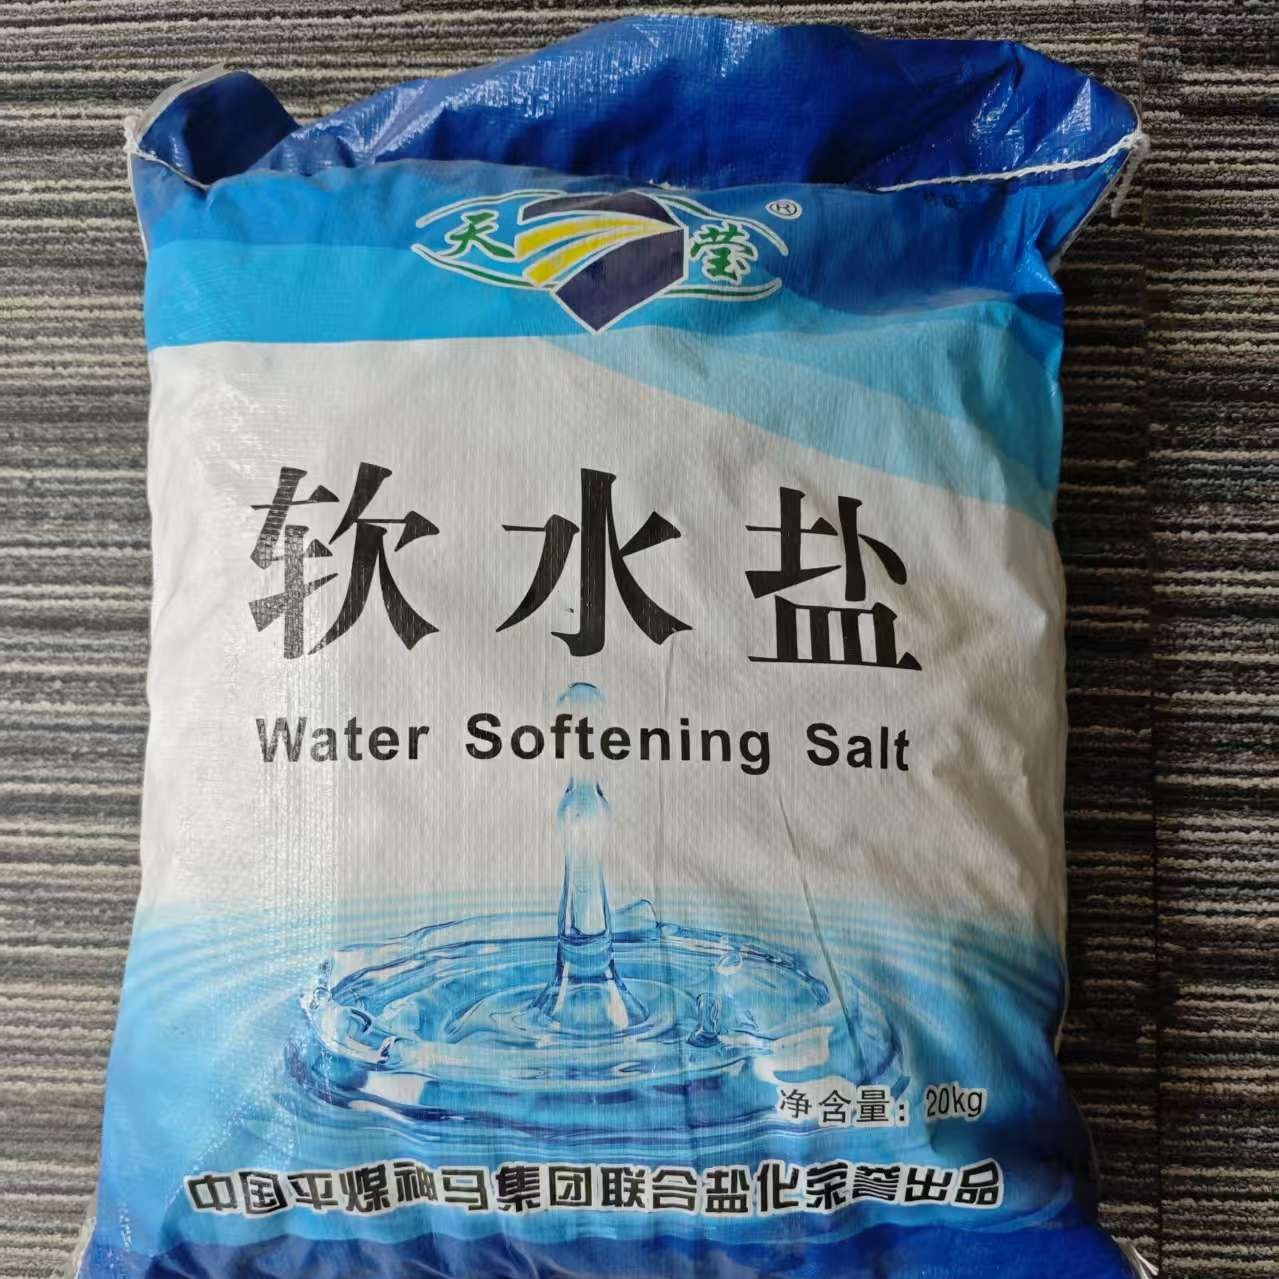 天 莹 ®
软水盐
Water Softening Salt
净含量：20kg
中国平煤神马集团联合盐化荣誉出品